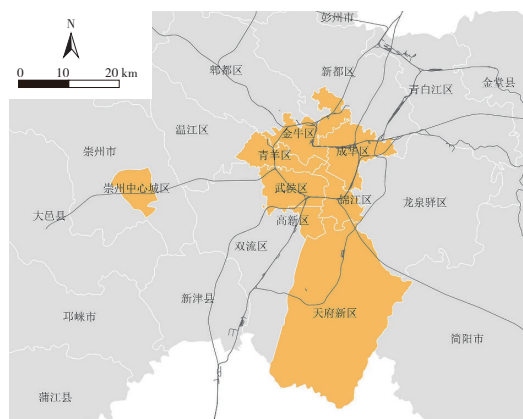 彭州市
N
0 10 20 km
郫都区
新都区
青白江区
金堂县
温江区
金牛区
崇州市
青羊区
成华区
崇州中心城区
武侯区
锦江区
龙泉驿区
大邑县
高新区
双流区
新津县
天府新区
邛崃市
简阳市
蒲江县